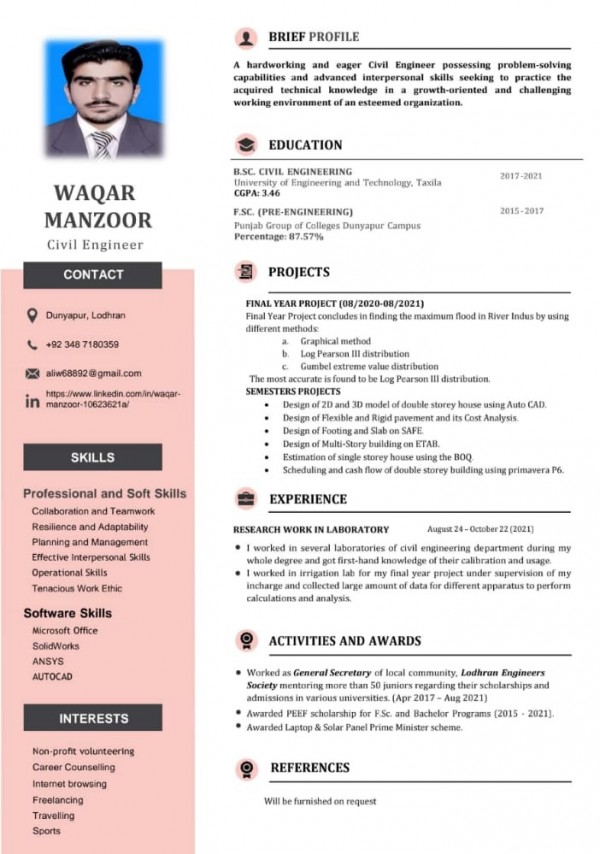 WAQAR
MANZOOR
Civil Engineer
CONTACT
Dunyapur, Lodhran
+92 348 7180359
aliw68892@gmail.com
https://www.linkedin.com/in/waqar-
manzoor-10623621a/
SKILLS
Professional and Soft Skills
Collaboration and Teamwork
Resilience and Adaptability
Planning and Management
Effective Interpersonal Skills
Operational Skills
Tenacious Work Ethic
Software Skills
Microsoft Office
SolidWorks
ANSYS
AUTOCAD
INTERESTS
Non-profit volunteering
Career Counselling
Internet browsing
Freelancing
Travelling
Sports
BRIEF PROFILE
A hardworking and eager Civil Engineer possessing problem-solving
capabilities and advanced interpersonal skills seeking to practice the
acquired technical knowledge in a growth-oriented and challenging
working environment of an esteemed organization.
EDUCATION
B.SC. CIVIL ENGINEERING 2017-2021
University of Engineering and Technology, Taxila
CGPA: 3.46
F.SC. (PRE-ENGINEERING) 2015-2017
Punjab Group of Colleges Dunyapur Campus
Percentage: 87.57%
PROJECTS
FINAL YEAR PROJECT (08/2020-08/2021)
Final Year Project concludes in finding the maximum flood in River Indus by using
different methods:
a. Graphical method
b. Log Pearson III distribution
c. Gumbel extreme value distribution
The most accurate is found to be Log Pearson III distribution.
SEMESTERS PROJECTS
• Design of 2D and 3D model of double storey house using Auto CAD.
• Design of Flexible and Rigid pavement and its Cost Analysis.
• Design of Footing and Slab on SAFE.
• Design of Multi-Story building on ETAB.
• Estimation of single storey house using the BOQ.
• Scheduling and cash flow of double storey building using primavera P6.
EXPERIENCE
RESEARCH WORK IN LABORATORY August 24 – October 22 (2021)
• I worked in several laboratories of civil engineering department during my
whole degree and got first-hand knowledge of their calibration and usage.
• I worked in irrigation lab for my final year project under supervision of my
incharge and collected large amount of data for different apparatus to perform
calculations and analysis.
ACTIVITIES AND AWARDS
• Worked as General Secretary of local community, Lodhran Engineers
Society mentoring more than 50 juniors regarding their scholarships and
admissions in various universities. (Apr 2017 – Aug 2021)
• Awarded PEEF scholarship for F.Sc. and Bachelor Programs (2015 - 2021).
• Awarded Laptop & Solar Panel Prime Minister scheme.
REFERENCES
Will be furnished on request